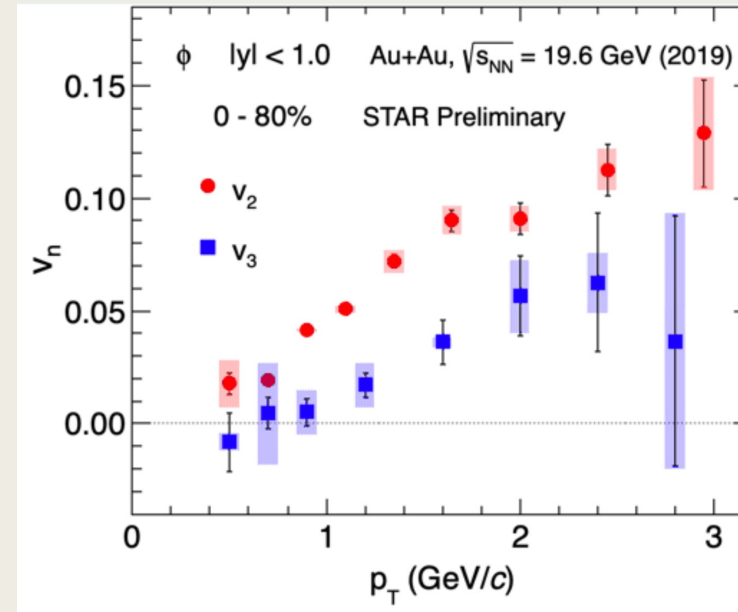 ϕ |y| < 1.0 Au+Au, √sNN = 19.6 GeV (2019)
0 - 80% STAR Preliminary
v2
v3
vn
0.15
0.10
0.05
0.00
0 1 2 3
pT (GeV/c)